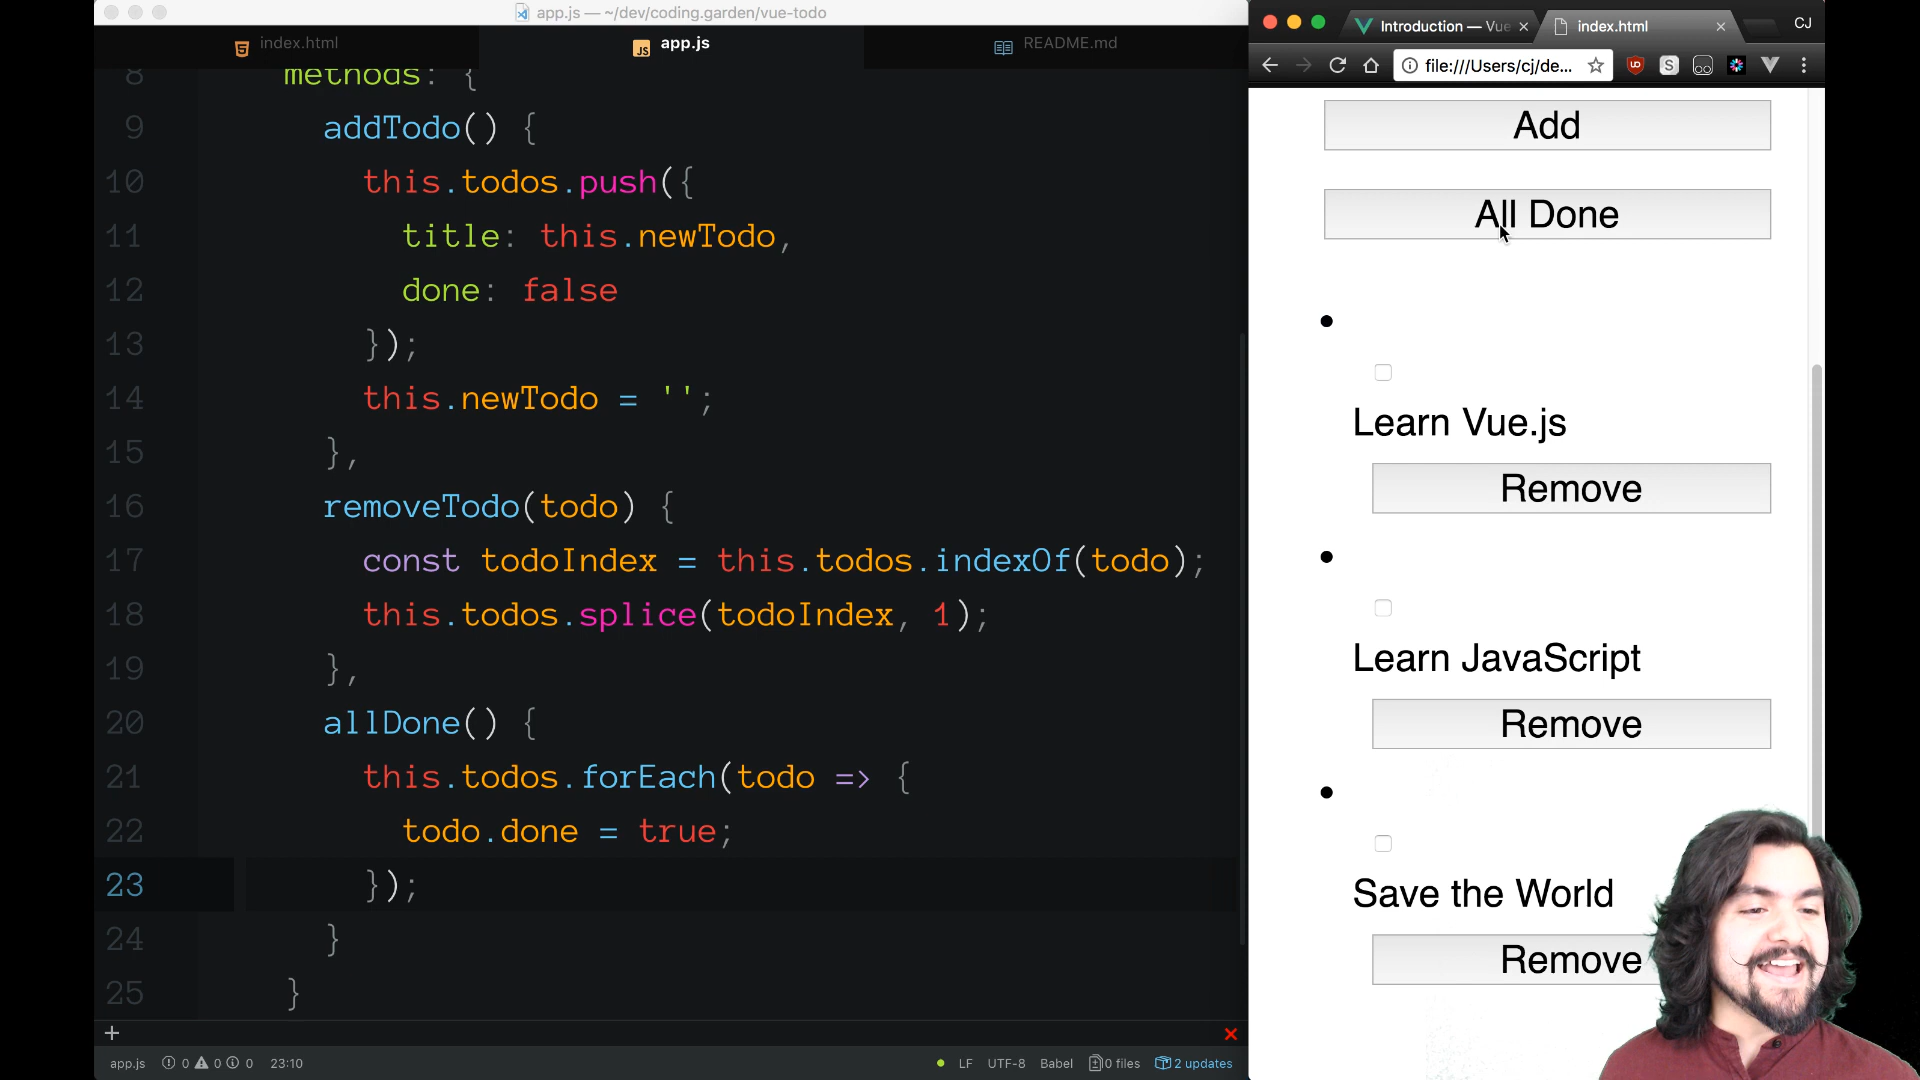 app.js — ~/dev/coding.garden/vue-todo
index.html
app.js
README.md
8 methods: {
9 addTodo() {
10 this.todos.push({
11 title: this.newTodo,
12 done: false
13 });
14 this.newTodo = '';
15 },
16 removeTodo(todo) {
17 const todoIndex = this.todos.indexOf(todo);
18 this.todos.splice(todoIndex, 1);
19 },
20 allDone() {
21 this.todos.forEach(todo => {
22 todo.done = true;
23 });
24 }
25 }
+
app.js 0 0 0 23:10 LF UTF-8 Babel 0 files 2 updates
Introduction — Vue
index.html
CJ
file:///Users/cj/de...
Add
All Done
Learn Vue.js
Remove
Learn JavaScript
Remove
Save the World
Remove